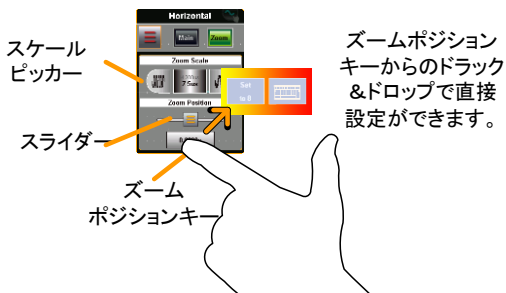 Horizontal
Main
Zoom
Zoom Scale
Zoom Position
Set
to 0
スケール
ピッカー
スライダー
ズーム
ポジションキー
ズームポジション
キーからのドラック
&ドロップで直接
設定ができます。